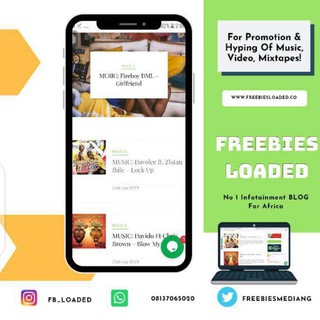 For Promotion &
Hyping Of Music,
Video, Mixtapes!
WWW.FREEBIESLOADED.CO
FREEBIES
LOADED
No 1 Infotainment BLOG
For Africa
MUSIC
MUSIC: Fireboy DML –
Girlfriend
MUSIC
MUSIC: Davolee ft. Zlatan
Ibile – Lock Up
26th July 2019
MUSIC
MUSIC: Davido Ft Chris
Brown – Blow My
25th July 2019
FB_LOADED
08137065020
FREEBIESMEDIANG